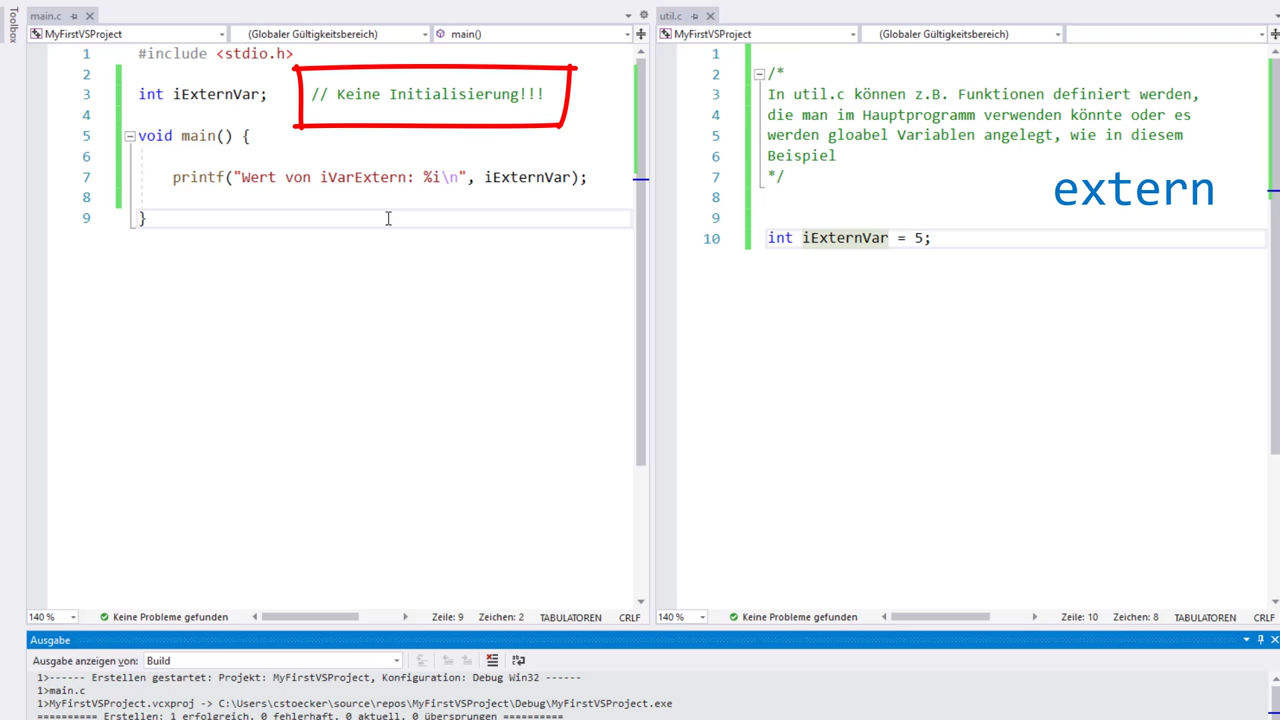 Toolbox
main.c
MyFirstVSProject
(Globaler Gültigkeitsbereich)
main()
1 #include <stdio.h>
2
3 int iExternVar; // Keine Initialisierung!!!
4
5 void main() {
6
7 printf("Wert von iVarExtern: %i\n", iExternVar);
8
9 }
140 %
Keine Probleme gefunden
Zeile: 9
Zeichen: 2
TABULATOREN
CRLF
util.c
MyFirstVSProject
(Globaler Gültigkeitsbereich)
1
2 /*
3 In util.c können z.B. Funktionen definiert werden,
4 die man im Hauptprogramm verwenden könnte oder es
5 werden gloabel Variablen angelegt, wie in diesem
6 Beispiel
7 */
8
9
10 int iExternVar = 5;
extern
140 %
Keine Probleme gefunden
Zeile: 10
Zeichen: 8
TABULATOREN
CRLF
Ausgabe
Ausgabe anzeigen von: Build
1>------ Erstellen gestartet: Projekt: MyFirstVSProject, Konfiguration: Debug Win32 ------
1>main.c
1>MyFirstVSProject.vcxproj -> C:\Users\cstoecker\source\repos\MyFirstVSProject\Debug\MyFirstVSProject.exe
========== Erstellen: 1 erfolgreich, 0 fehlerhaft, 0 aktuell, 0 übersprungen ==========